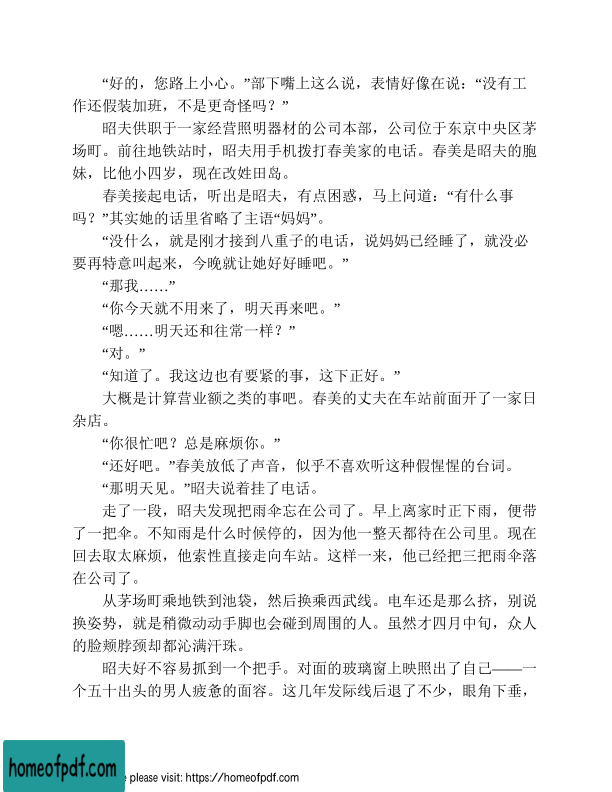 “好的，您路上小心。”部下嘴上这么说，表情好像在说：“没有工
作还假装加班，不是更奇怪吗？”
昭夫供职于一家经营照明器材的公司本部，公司位于东京中央区茅
场町。前往地铁站时，昭夫用手机拨打春美家的电话。春美是昭夫的胞
妹，比他小四岁，现在改姓田岛。
春美接起电话，听出是昭夫，有点困惑，马上问道：“有什么事
吗？”其实她的话里省略了主语“妈妈”。
“没什么，就是刚才接到八重子的电话，说妈妈已经睡了，就没必
要再特意叫起来，今晚就让她好好睡吧。”
“那我……”
“你今天就不用来了，明天再来吧。”
“嗯……明天还和往常一样？”
“对。”
“知道了。我这边也有要紧的事，这下正好。”
大概是计算营业额之类的事吧。春美的丈夫在车站前面开了一家日
杂店。
“你很忙吧？总是麻烦你。”
“还好吧。”春美放低了声音，似乎不喜欢听这种假惺惺的台词。
“那明天见。”昭夫说着挂了电话。
走了一段，昭夫发现把雨伞忘在公司了。早上离家时正下雨，便带
了一把伞。不知雨是什么时候停的，因为他一整天都待在公司里。现在
回去取太麻烦，他索性直接走向车站。这样一来，他已经把三把雨伞落
在公司了。
从茅场町乘地铁到池袋，然后换乘西武线。电车还是那么挤，别说
换姿势，就是稍微动动手脚也会碰到周围的人。虽然才四月中旬，众人
的脸颊脖颈却都沁满汗珠。
昭夫好不容易抓到一个把手。对面的玻璃窗上映照出了自己——一
个五十出头的男人疲惫的面容。这几年发际线后退了不少，眼角下垂，
homeofpdf.com
e please visit: https://homeofpdf.com